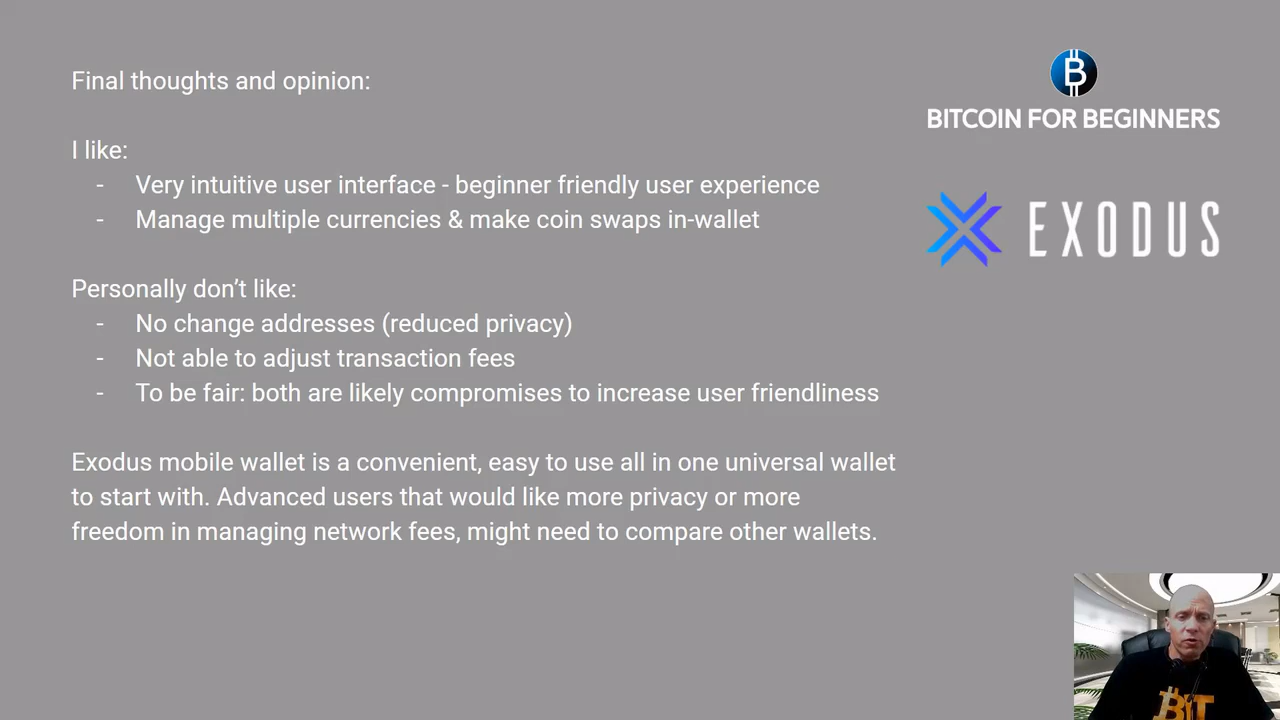 Final thoughts and opinion:
I like:
- Very intuitive user interface - beginner friendly user experience
- Manage multiple currencies & make coin swaps in-wallet
Personally don’t like:
- No change addresses (reduced privacy)
- Not able to adjust transaction fees
- To be fair: both are likely compromises to increase user friendliness
Exodus mobile wallet is a convenient, easy to use all in one universal wallet
to start with. Advanced users that would like more privacy or more
freedom in managing network fees, might need to compare other wallets.
BITCOIN FOR BEGINNERS
EXODUS
BIT